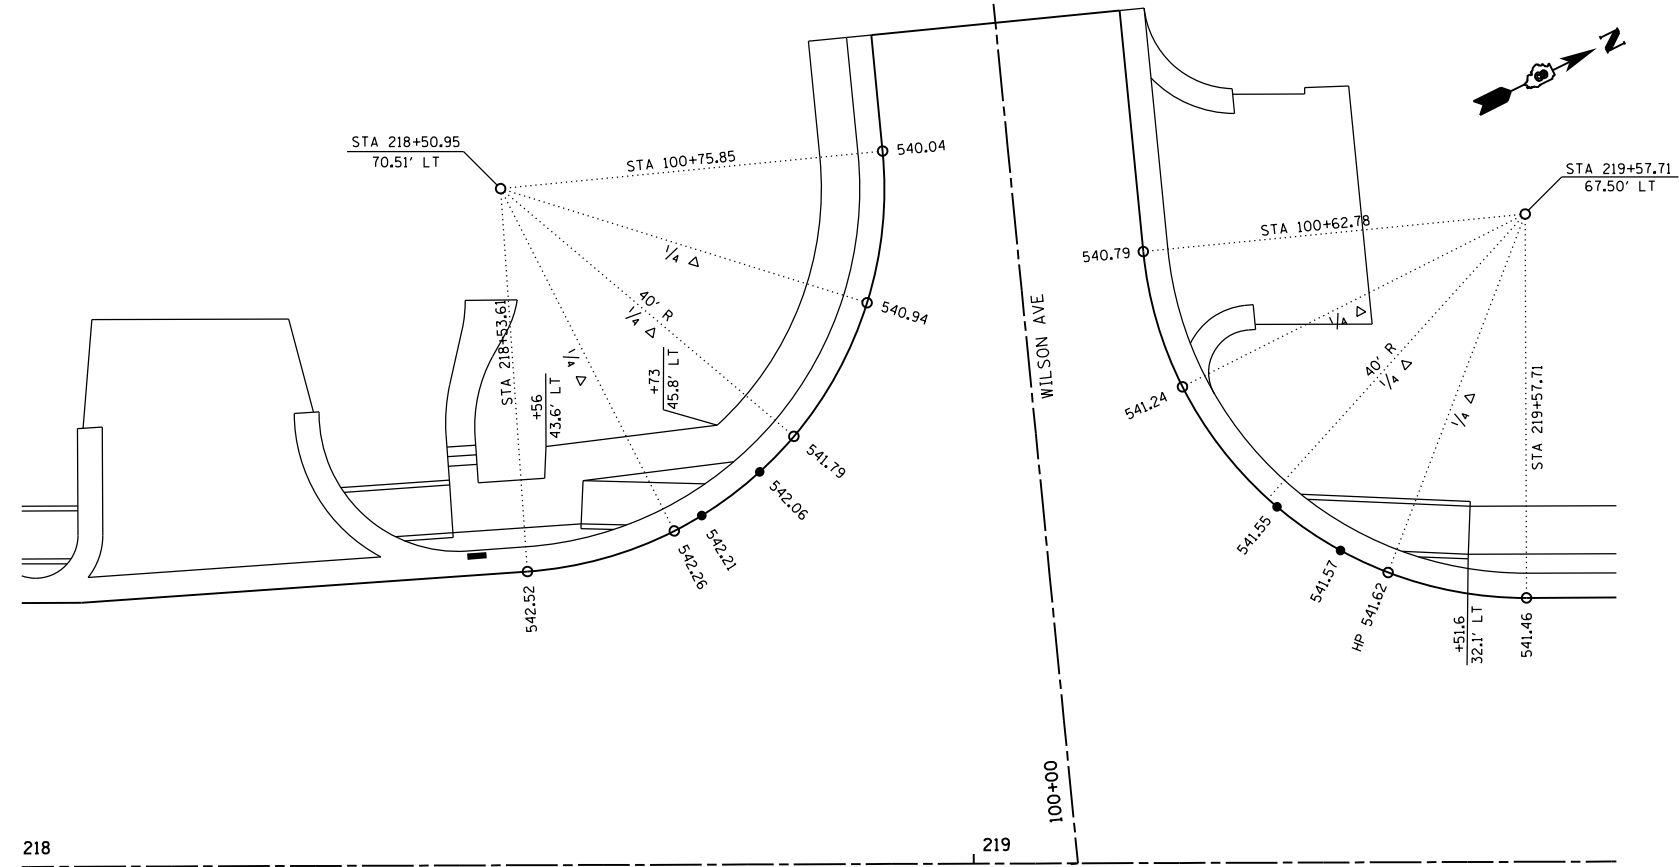 N
STA 218+50.95
70.51' LT
STA 100+75.85
540.04
STA 219+57.71
67.50' LT
STA 100+62.78
540.79
1/4 Δ
40' R
1/4 Δ
540.94
STA 218+53.61
1/4 Δ
+56
43.6' LT
+73
45.8' LT
WILSON AVE
1/4 Δ
40' R
1/4 Δ
1/4 Δ
541.24
STA 219+57.71
541.79
542.06
542.21
542.26
542.52
541.55
541.57
HP 541.62
+51.6
32.1' LT
541.46
100+00
218
219